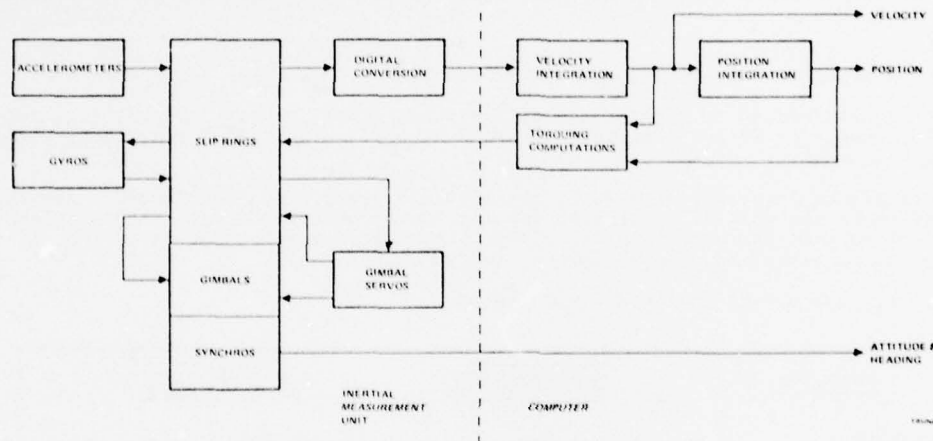 VELOCITY
ACCELEROMETERS
DIGITAL
CONVERSION
VELOCITY
INTEGRATION
POSITION
INTEGRATION
POSITION
GYROS
SLIP RINGS
TORQUING
COMPUTATIONS
GIMBALS
GIMBAL
SERVOS
SYNCHROS
ATTITUDE &
HEADING
INERTIAL
MEASUREMENT
UNIT
COMPUTER